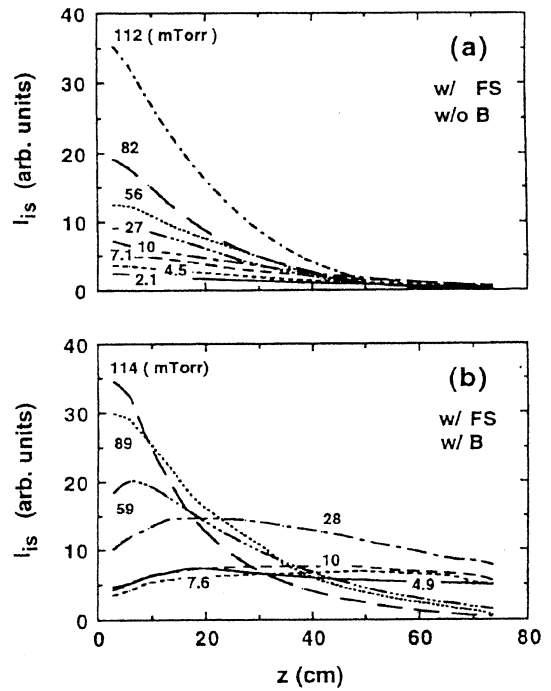 40
112 ( mTorr)
(a)
w/ FS
w/o B
30
20
10
0
82
56
27
10
7.1
4.5
2.1
I_is (arb. units)
40
114 ( mTorr)
(b)
w/ FS
w/ B
30
20
10
0
89
59
28
10
7.6
4.9
I_is (arb. units)
0 20 40 60 80
z (cm)